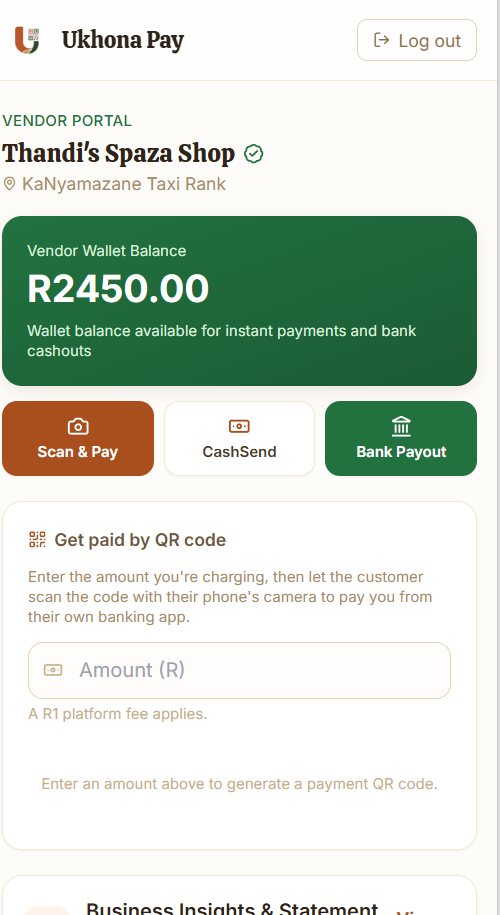 Ukhona Pay
Log out
VENDOR PORTAL
Thandi's Spaza Shop
KaNyamazane Taxi Rank
Vendor Wallet Balance
R2450.00
Wallet balance available for instant payments and bank
cashouts
Scan & Pay
CashSend
Bank Payout
Get paid by QR code
Enter the amount you're charging, then let the customer
scan the code with their phone's camera to pay you from
their own banking app.
Amount (R)
A R1 platform fee applies.
Enter an amount above to generate a payment QR code.
Business Insights & Statement